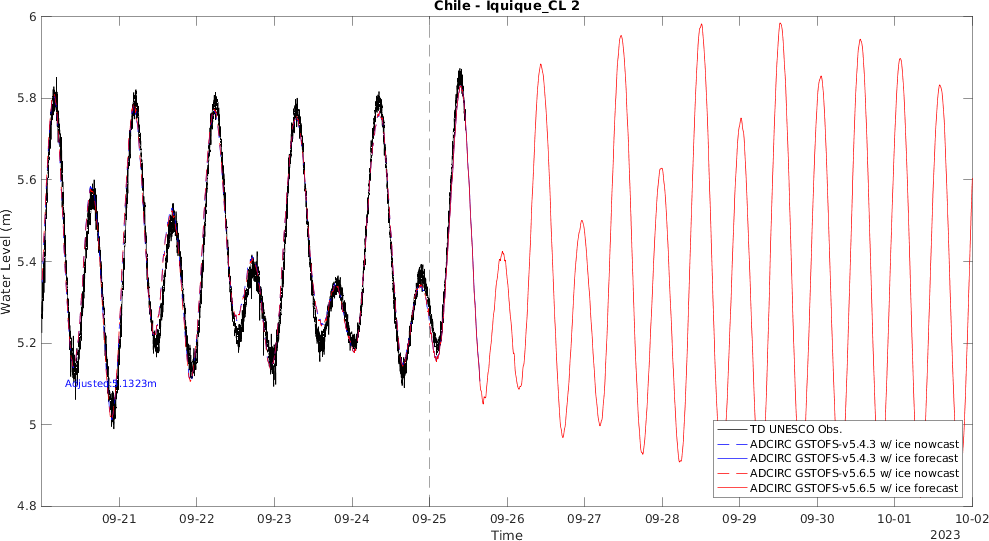 Chile - Iquique_CL 2
6
5.8
5.6
5.4
5.2
5
4.8
Water Level (m)
Adjusted:5.1323m
TD UNESCO Obs.
ADCIRC GSTOFS-v5.4.3 w/ ice nowcast
ADCIRC GSTOFS-v5.4.3 w/ ice forecast
ADCIRC GSTOFS-v5.6.5 w/ ice nowcast
ADCIRC GSTOFS-v5.6.5 w/ ice forecast
09-21 09-22 09-23 09-24 09-25 09-26 09-27 09-28 09-29 09-30 10-01 10-02
Time
2023